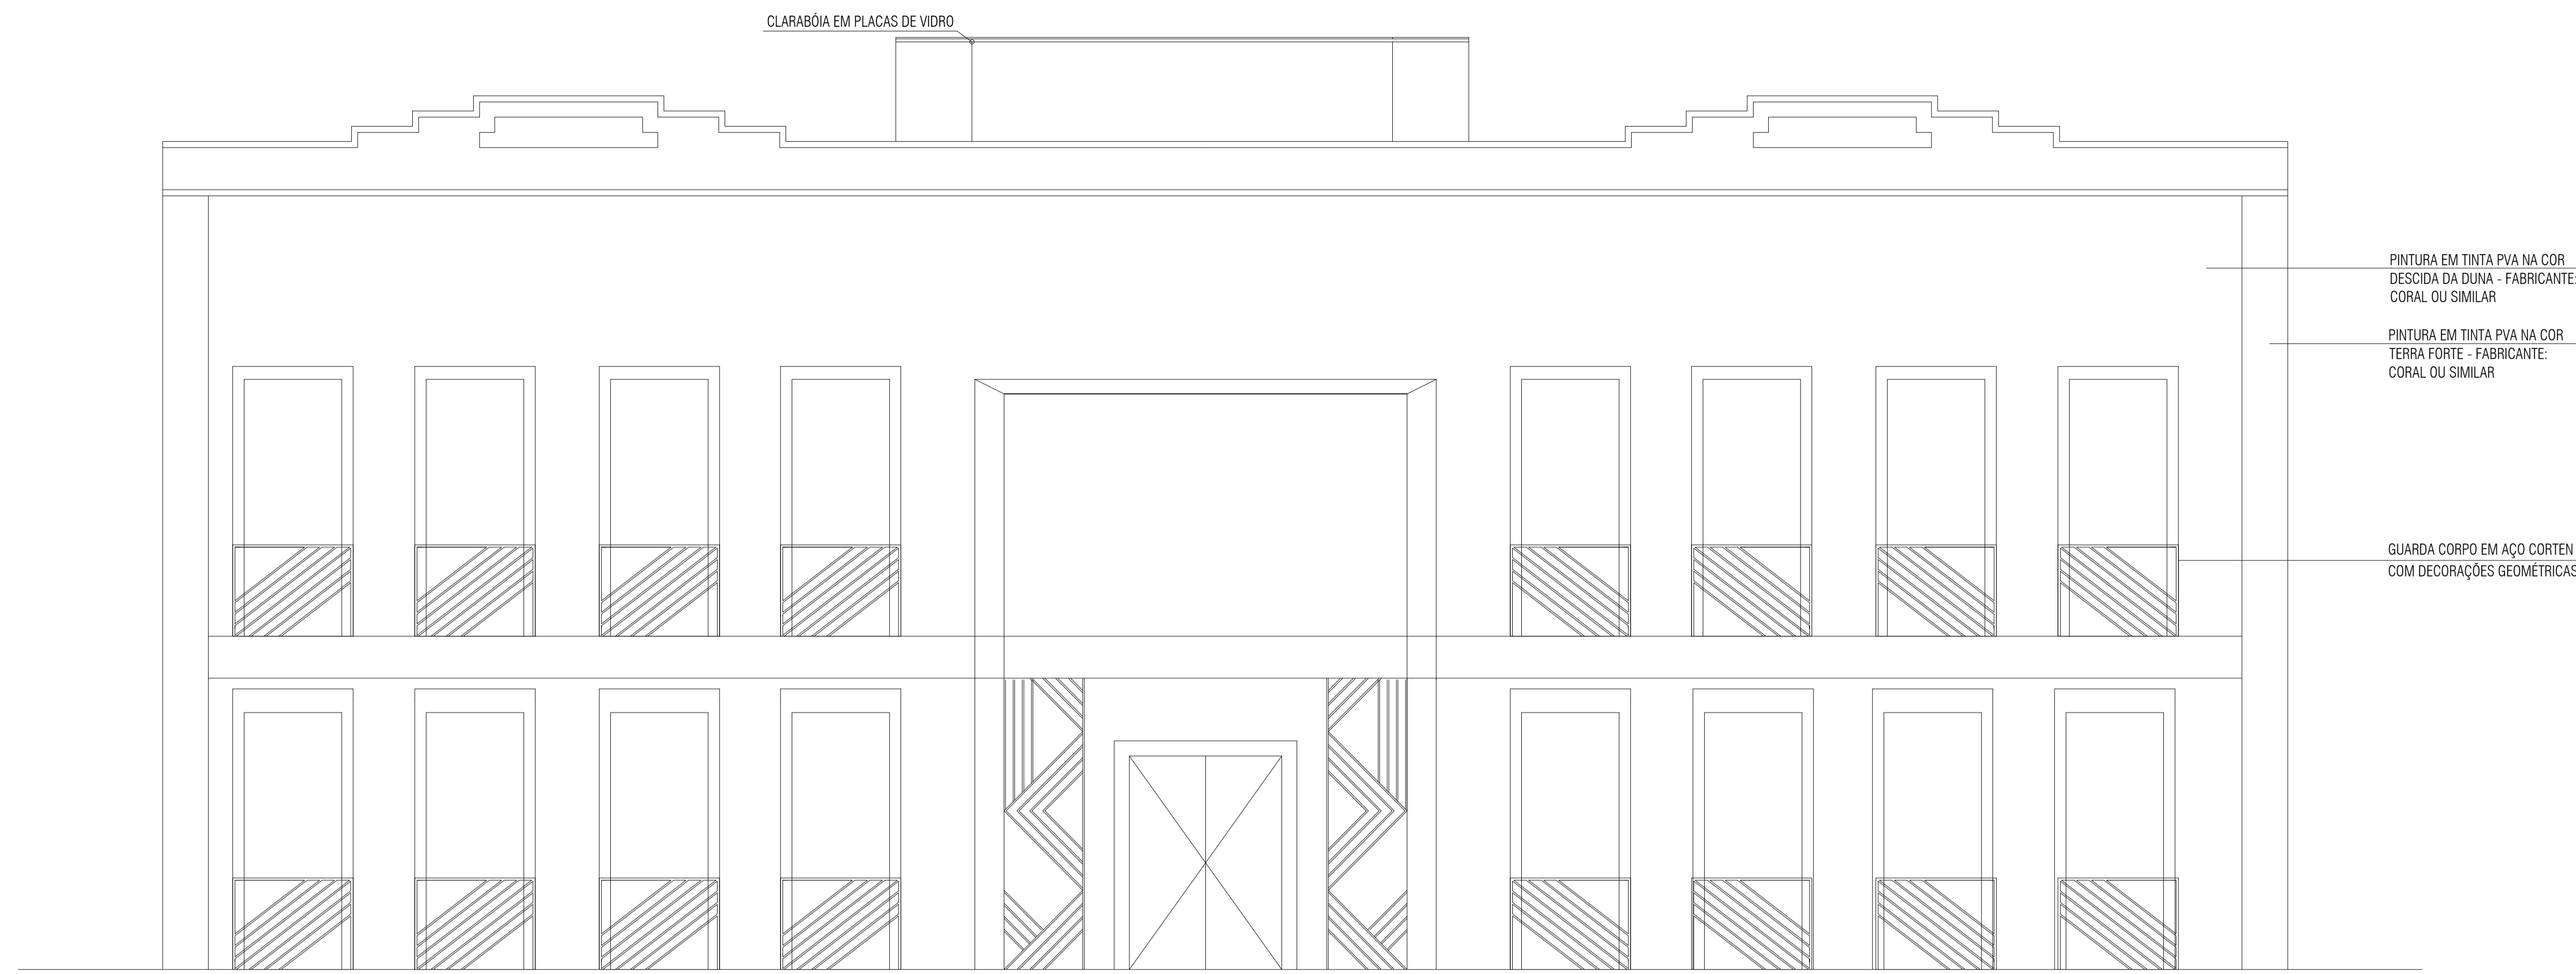 CLARABÓIA EM PLACAS DE VIDRO
PINTURA EM TINTA PVA NA COR
DESCIDA DA DUNA - FABRICANTE:
CORAL OU SIMILAR
PINTURA EM TINTA PVA NA COR
TERRA FORTE - FABRICANTE:
CORAL OU SIMILAR
GUARDA CORPO EM AÇO CORTEN
COM DECORAÇÕES GEOMÉTRICAS